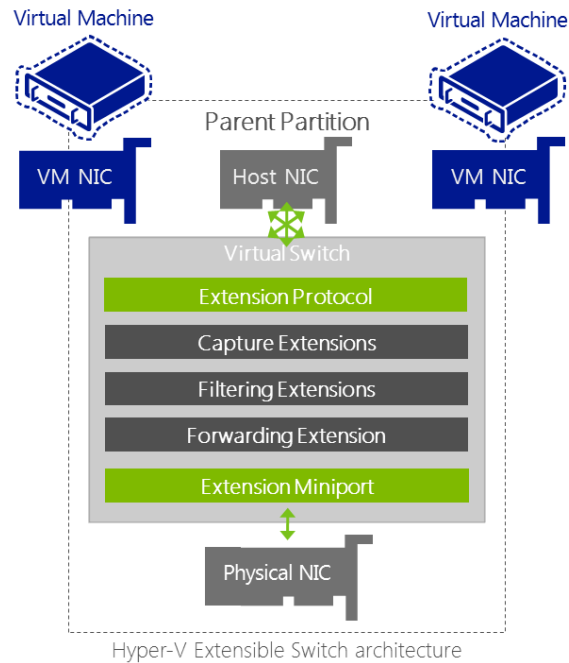 Virtual Machine
Virtual Machine
Parent Partition
VM NIC
Host NIC
VM NIC
Virtual Switch
Extension Protocol
Capture Extensions
Filtering Extensions
Forwarding Extension
Extension Miniport
Physical NIC
Hyper-V Extensible Switch architecture